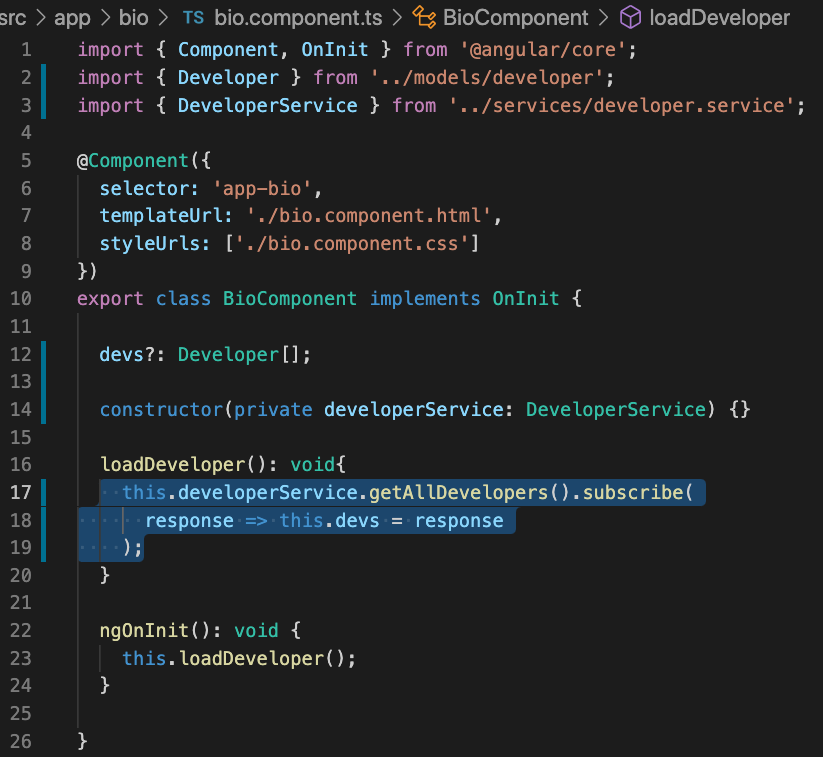 src > app > bio > TS bio.component.ts > BioComponent > loadDeveloper
1 import { Component, OnInit } from '@angular/core';
2 import { Developer } from '../models/developer';
3 import { DeveloperService } from '../services/developer.service';
4
5 @Component({
6   selector: 'app-bio',
7   templateUrl: './bio.component.html',
8   styleUrls: ['./bio.component.css']
9 })
10 export class BioComponent implements OnInit {
11
12   devs?: Developer[];
13
14   constructor(private developerService: DeveloperService) {}
15
16   loadDeveloper(): void{
17     this.developerService.getAllDevelopers().subscribe(
18       response => this.devs = response
19     );
20   }
21
22   ngOnInit(): void {
23     this.loadDeveloper();
24   }
25
26 }